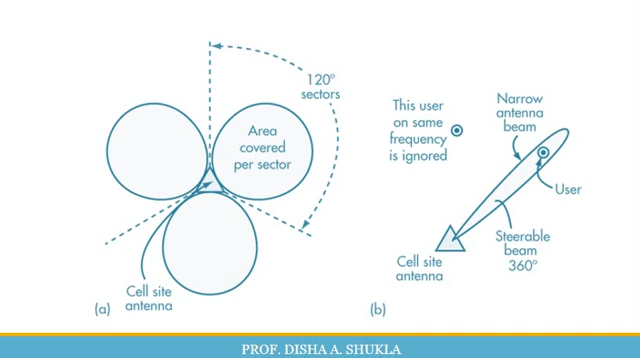 120°
sectors
Area
covered
per sector
Cell site
antenna
(a)
This user
on same
frequency
is ignored
Narrow
antenna
beam
User
Steerable
beam
360°
Cell site
antenna
(b)
PROF. DISHA A. SHUKLA